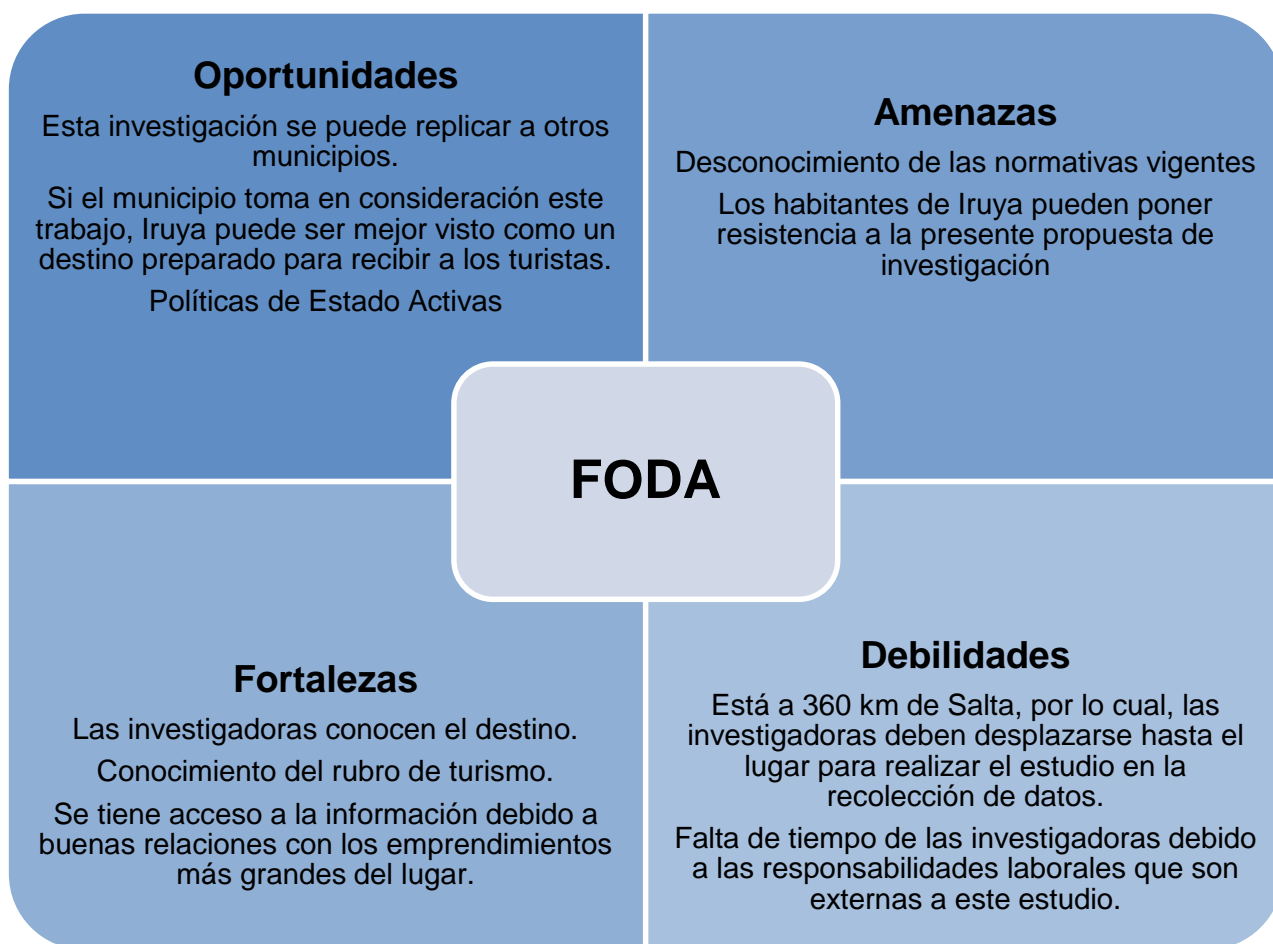 Oportunidades
Esta investigación se puede replicar a otros
municipios.
Si el municipio toma en consideración este
trabajo, Iruya puede ser mejor visto como un
destino preparado para recibir a los turistas.
Políticas de Estado Activas
Amenazas
Desconocimiento de las normativas vigentes
Los habitantes de Iruya pueden poner
resistencia a la presente propuesta de
investigación
FODA
Fortalezas
Las investigadoras conocen el destino.
Conocimiento del rubro de turismo.
Se tiene acceso a la información debido a
buenas relaciones con los emprendimientos
más grandes del lugar.
Debilidades
Está a 360 km de Salta, por lo cual, las
investigadoras deben desplazarse hasta el
lugar para realizar el estudio en la
recolección de datos.
Falta de tiempo de las investigadoras debido
a las responsabilidades laborales que son
externas a este estudio.